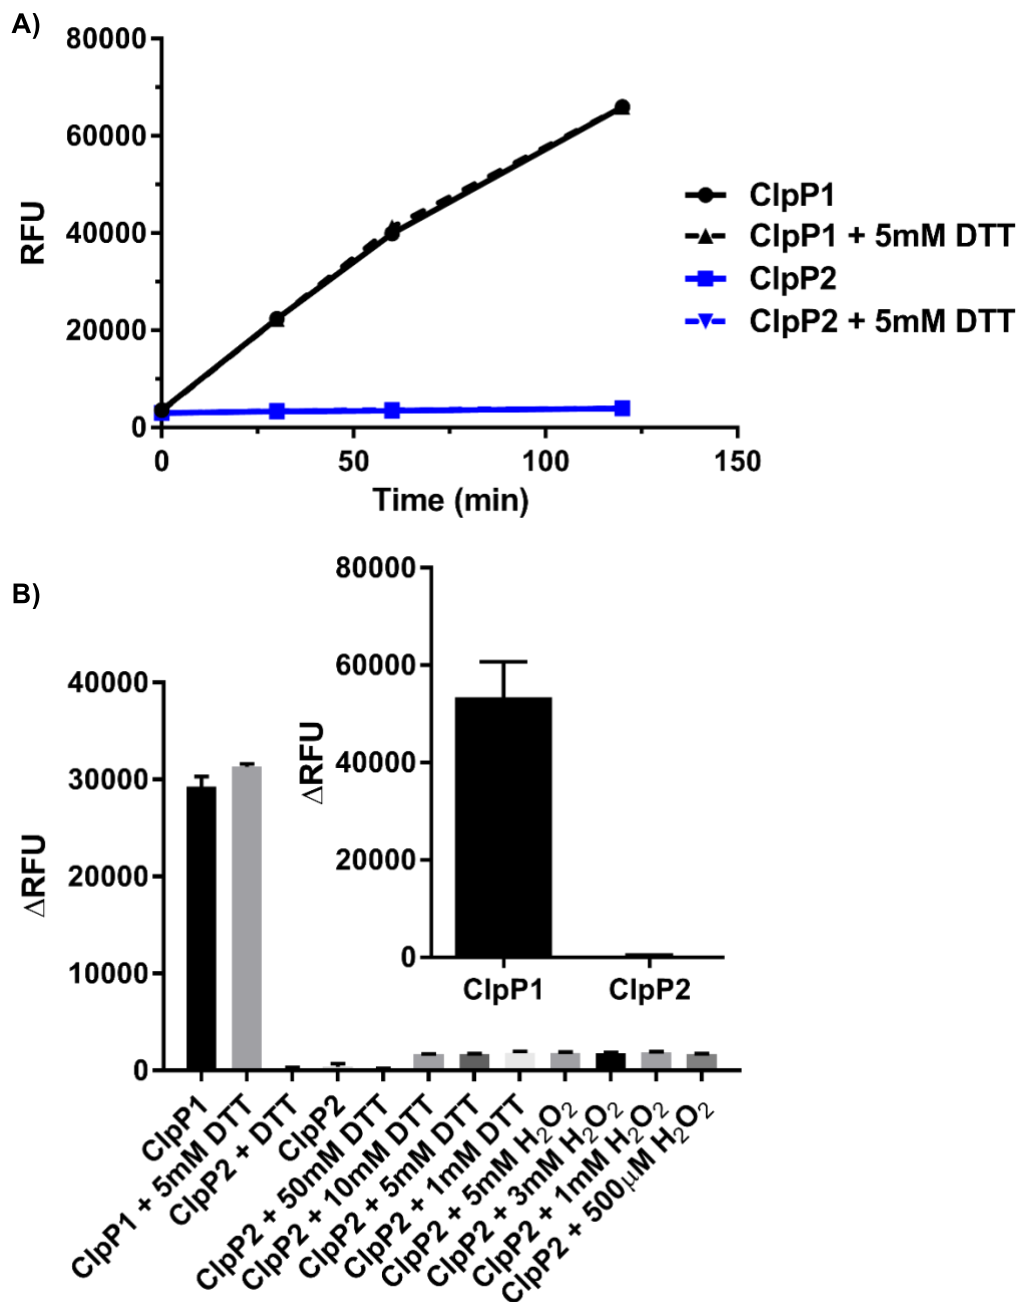 A)
80000
60000
40000
20000
0
RFU
0 50 100 150
Time (min)
ClpP1
ClpP1 + 5mM DTT
ClpP2
ClpP2 + 5mM DTT
B)
40000
30000
20000
10000
0
ΔRFU
80000
60000
40000
20000
0
ΔRFU
ClpP1 ClpP2
ClpP1
ClpP1 + 5mM DTT
ClpP2 + DTT
ClpP2
ClpP2 + 50mM DTT
ClpP2 + 10mM DTT
ClpP2 + 5mM DTT
ClpP2 + 1mM DTT
ClpP2 + 5mM H₂O₂
ClpP2 + 3mM H₂O₂
ClpP2 + 1mM H₂O₂
ClpP2 + 500μM H₂O₂